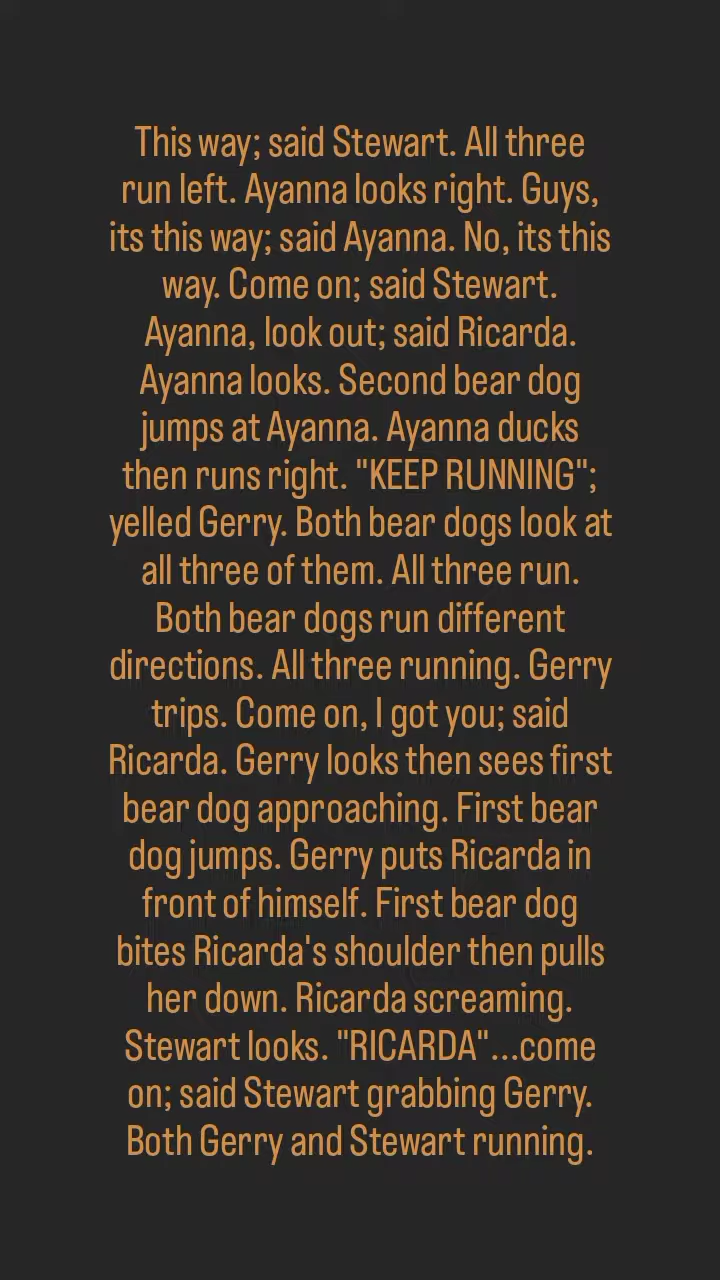 This way; said Stewart. All three
run left. Ayanna looks right. Guys,
its this way; said Ayanna. No, its this
way. Come on; said Stewart.
Ayanna, look out; said Ricarda.
Ayanna looks. Second bear dog
jumps at Ayanna. Ayanna ducks
then runs right. "KEEP RUNNING";
yelled Gerry. Both bear dogs look at
all three of them. All three run.
Both bear dogs run different
directions. All three running. Gerry
trips. Come on, I got you; said
Ricarda. Gerry looks then sees first
bear dog approaching. First bear
dog jumps. Gerry puts Ricarda in
front of himself. First bear dog
bites Ricarda's shoulder then pulls
her down. Ricarda screaming.
Stewart looks. "RICARDA"...come
on; said Stewart grabbing Gerry.
Both Gerry and Stewart running.